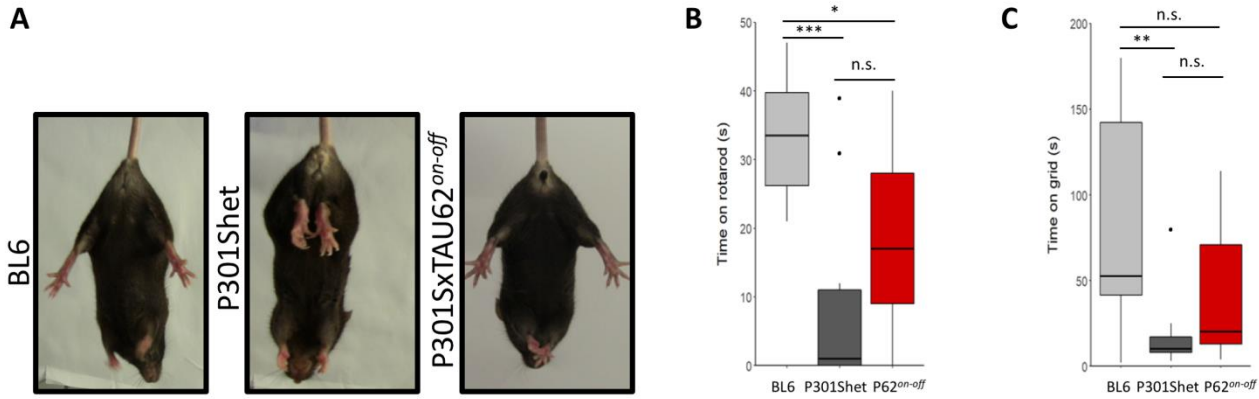 A
BL6
P301Shet
P301SxTAU62on-off
B
Time on rotarod (s)
50
40
30
20
10
0
*
***
n.s.
BL6 P301Shet P62on-off
C
Time on grid (s)
200
150
100
50
0
n.s.
**
n.s.
BL6 P301Shet P62on-off